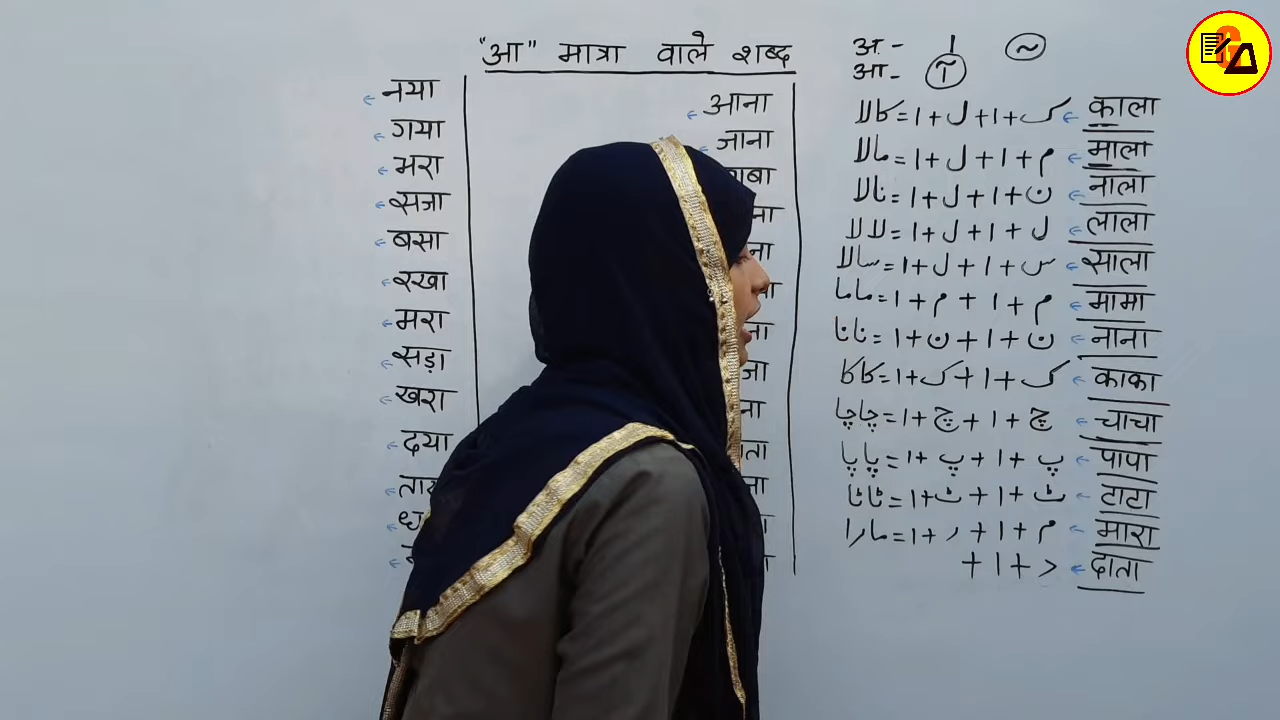 "आ" मात्रा वाले शब्द
अ - ا ~
आ - آ
नया
गया
भरा
सजा
बसा
रखा
मरा
सड़ा
खरा
दया
आना
जाना
काला ← ک+ا+ل+ا=کالا
माला ← م+ا+ل+ا=مالا
नाला ← ن+ا+ل+ا=نالا
लाला ← ل+ا+ل+ا=لالا
साला ← س+ا+ل+ا=سالا
मामा ← م+ا+م+ا=ماما
नाना ← ن+ا+ن+ا=نانا
काका ← ک+ا+ک+ا=کاکا
चाचा ← چ+ا+چ+ا=چاچا
पापा ← پ+ا+پ+ا=پاپا
टाटा ← ٹ+ا+ٹ+ا=ٹاٹا
मारा ← م+ا+ر+ا=مارا
दाता ← د+ا+